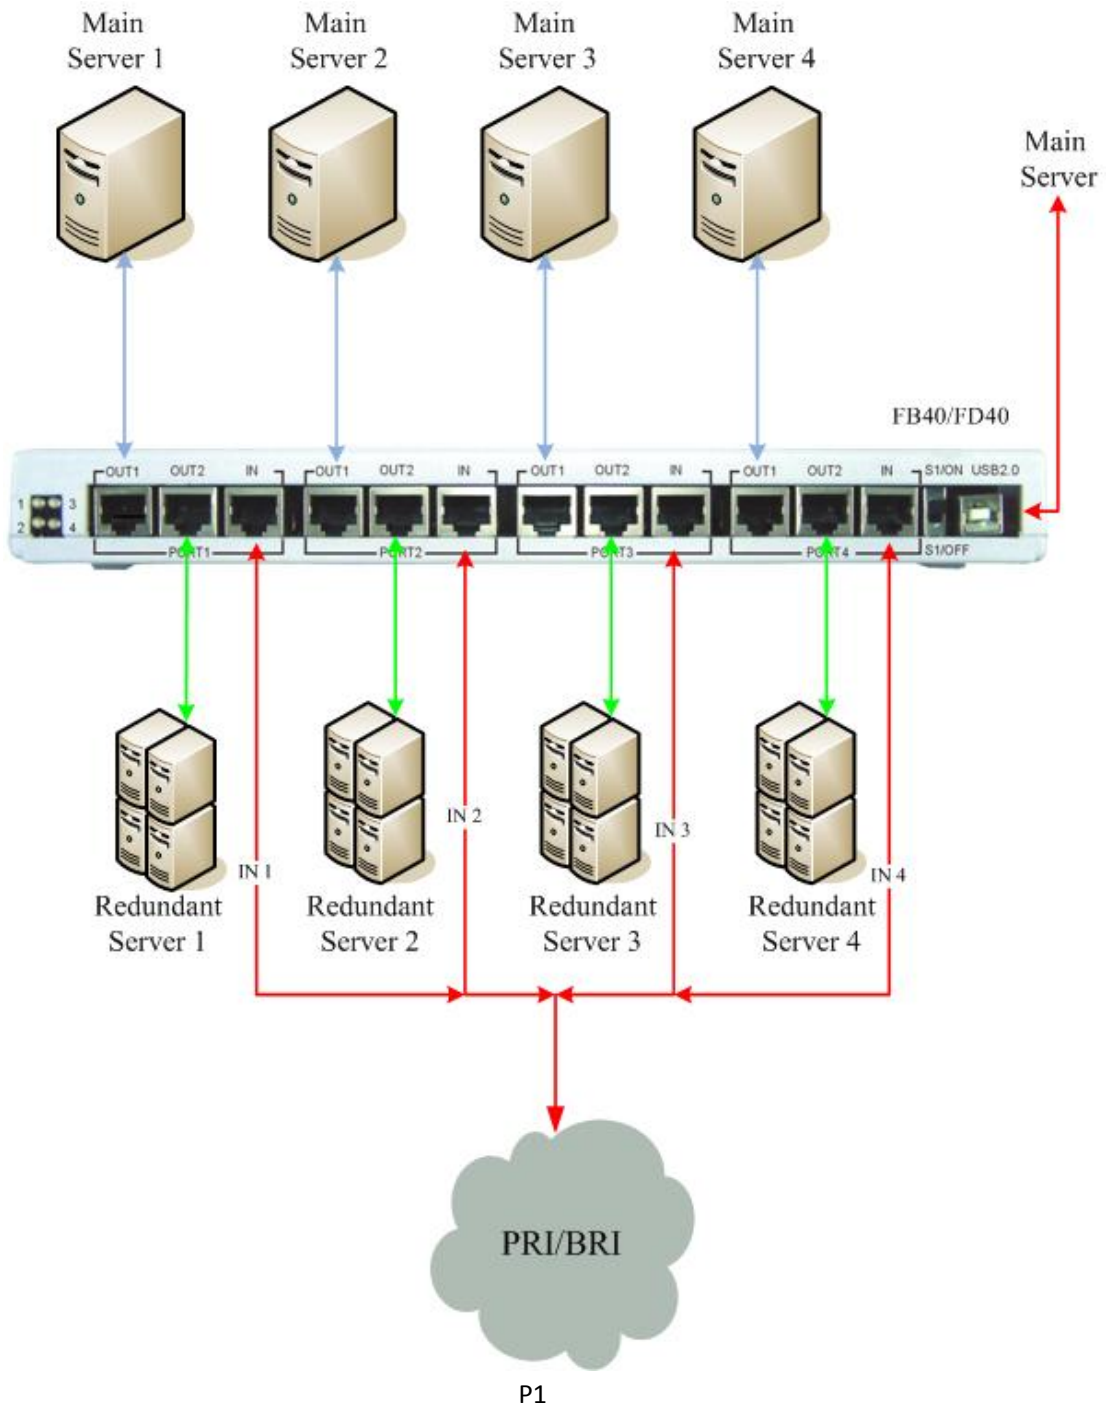 Main
Server 1
Main
Server 2
Main
Server 3
Main
Server 4
Main
Server
FB40/FD40
OUT1 OUT2 IN OUT1 OUT2 IN OUT1 OUT2 IN OUT1 OUT2 IN S1/ON USB2.0
1 3
2 4
PORT1 PORT2 PORT3 PORT4 S1/OFF
IN 1
IN 2
IN 3
IN 4
Redundant
Server 1
Redundant
Server 2
Redundant
Server 3
Redundant
Server 4
PRI/BRI
P1